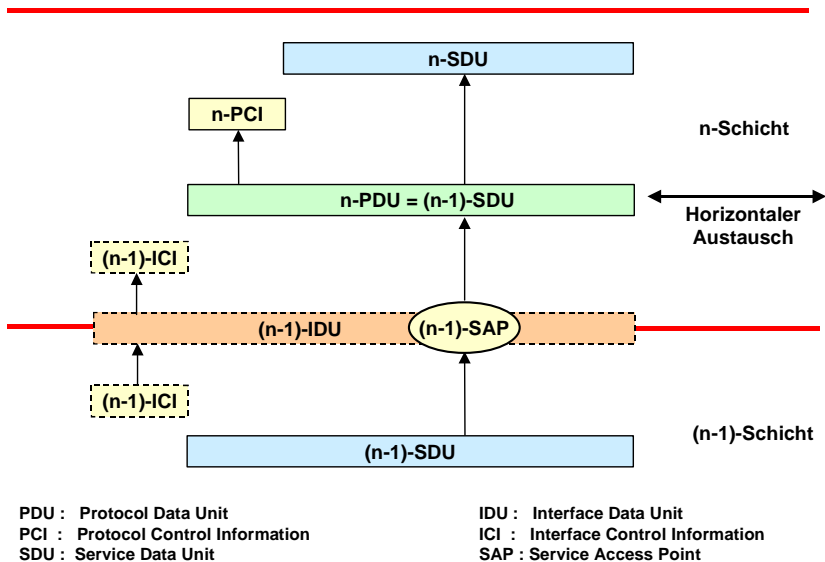 n-SDU
n-PCI
n-Schicht
n-PDU = (n-1)-SDU
Horizontaler
Austausch
(n-1)-ICI
(n-1)-IDU
(n-1)-SAP
(n-1)-ICI
(n-1)-Schicht
(n-1)-SDU
PDU : Protocol Data Unit
PCI : Protocol Control Information
SDU : Service Data Unit
IDU : Interface Data Unit
ICI : Interface Control Information
SAP : Service Access Point